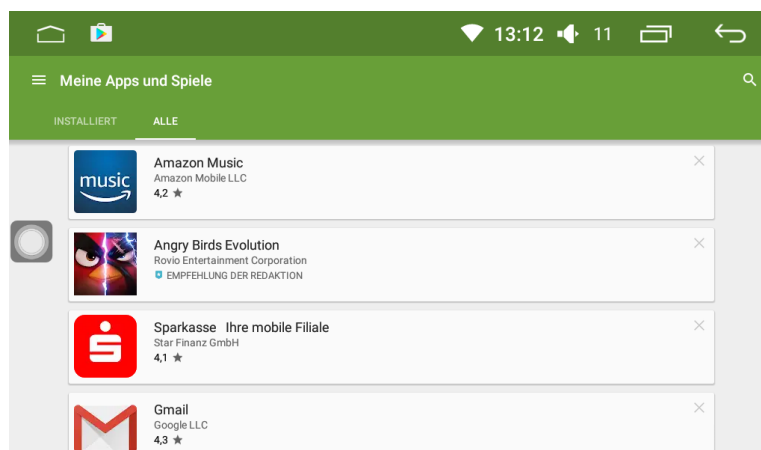 13:12 11
Meine Apps und Spiele
INSTALLIERT ALLE
music
Amazon Music
Amazon Mobile LLC
4,2
Angry Birds Evolution
Rovio Entertainment Corporation
EMPFEHLUNG DER REDAKTION
Sparkasse Ihre mobile Filiale
Star Finanz GmbH
4,1
Gmail
Google LLC
4,3